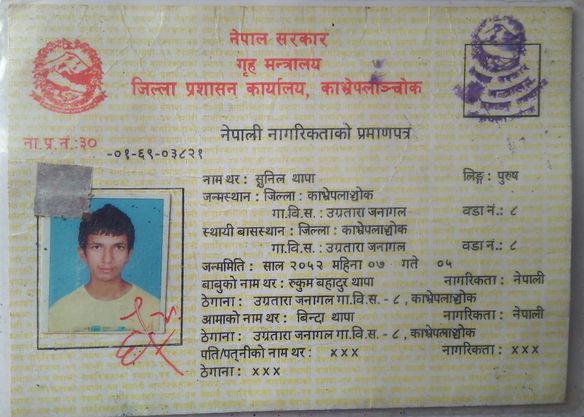 नेपाल सरकार
गृह मन्त्रालय
जिल्ला प्रशासन कार्यालय, काभ्रेपलाञ्चोक
नेपाली नागरिकताको प्रमाणपत्र
ना.प्र.नं.:३०
-०१-६९-०३८२१
नाम थर : सुनिल थापा लिङ्ग : पुरुष
जन्मस्थान : जिल्ला : काभ्रेपलाञ्चोक
गा.वि.स. : उग्रतारा जनागल वडा नं.: ८
स्थायी बासस्थान : जिल्ला : काभ्रेपलाञ्चोक
गा.वि.स. : उग्रतारा जनागल वडा नं.: ८
जन्ममिति : साल २०५२ महिना ०७ गते ०५
बाबुको नाम थर : रुकुम बहादुर थापा नागरिकता : नेपाली
ठेगाना : उग्रतारा जनागल गा.वि.स. - ८ , काभ्रेपलाञ्चोक
आमाको नाम थर : बिन्दा थापा नागरिकता : नेपाली
ठेगाना : उग्रतारा जनागल गा.वि.स. - ८ , काभ्रेपलाञ्चोक
पति/पत्नीको नाम थर : xxx नागरिकता : xxx
ठेगाना : xxx